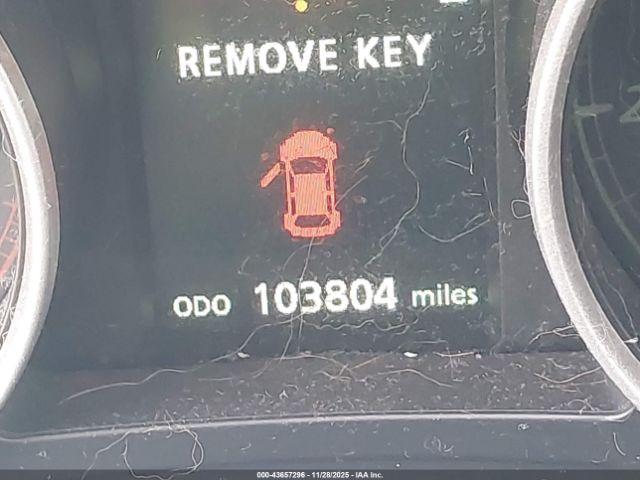 REMOVE KEY
ODO 103804 miles
000-43657296 - 11/28/2025 - IAA Inc.